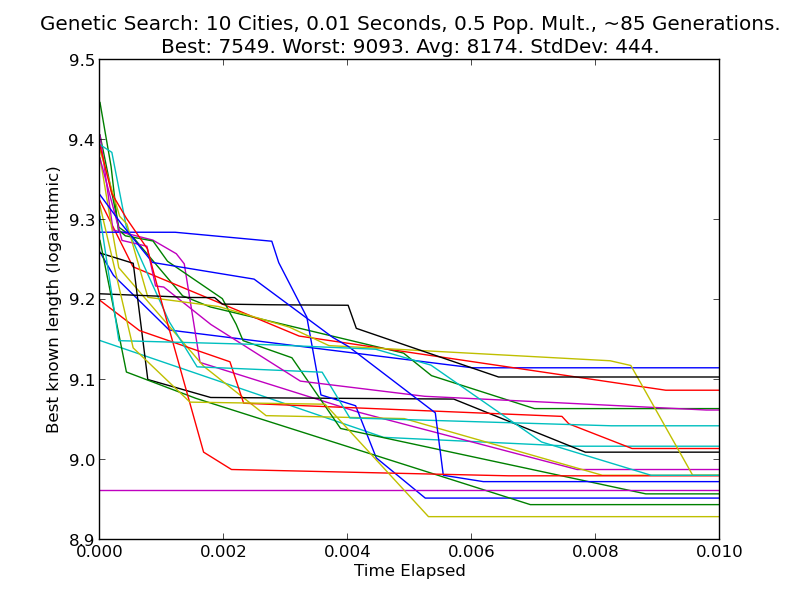 Genetic Search: 10 Cities, 0.01 Seconds, 0.5 Pop. Mult., ~85 Generations.
Best: 7549. Worst: 9093. Avg: 8174. StdDev: 444.
9.5
9.4
9.3
9.2
9.1
9.0
8.9
Best known length (logarithmic)
0.000 0.002 0.004 0.006 0.008 0.010
Time Elapsed